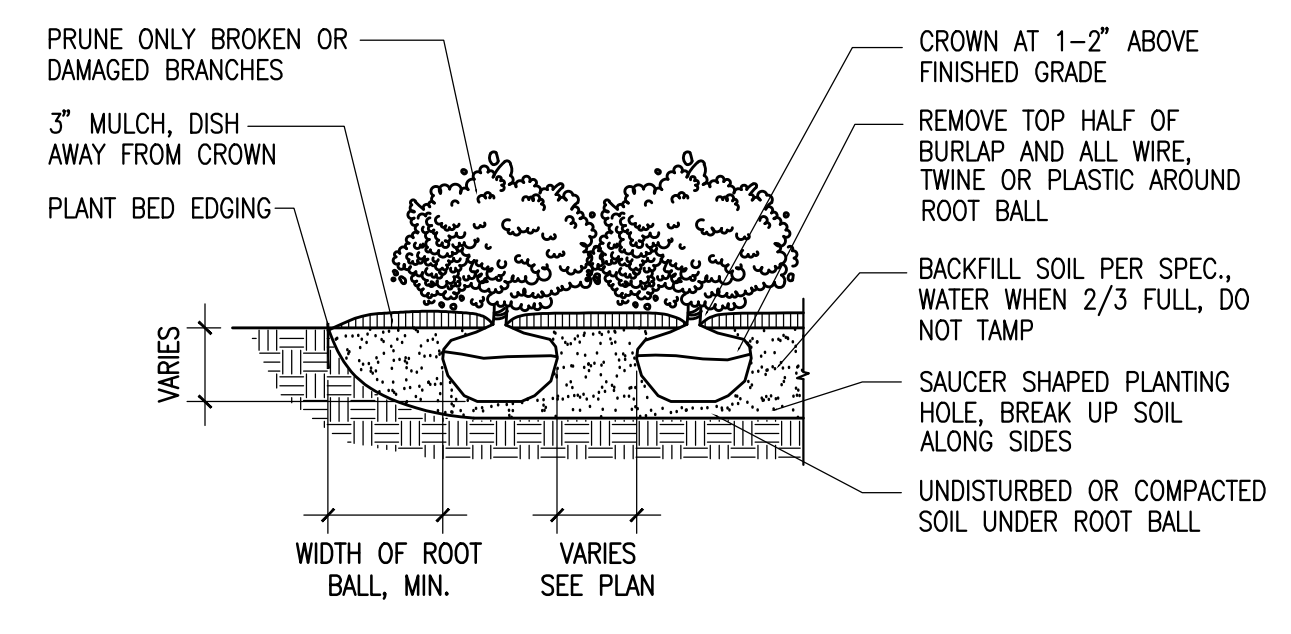 PRUNE ONLY BROKEN OR
DAMAGED BRANCHES
3" MULCH, DISH
AWAY FROM CROWN
PLANT BED EDGING
VARIES
WIDTH OF ROOT
BALL, MIN.
VARIES
SEE PLAN
CROWN AT 1-2" ABOVE
FINISHED GRADE
REMOVE TOP HALF OF
BURLAP AND ALL WIRE,
TWINE OR PLASTIC AROUND
ROOT BALL
BACKFILL SOIL PER SPEC.,
WATER WHEN 2/3 FULL, DO
NOT TAMP
SAUCER SHAPED PLANTING
HOLE, BREAK UP SOIL
ALONG SIDES
UNDISTURBED OR COMPACTED
SOIL UNDER ROOT BALL